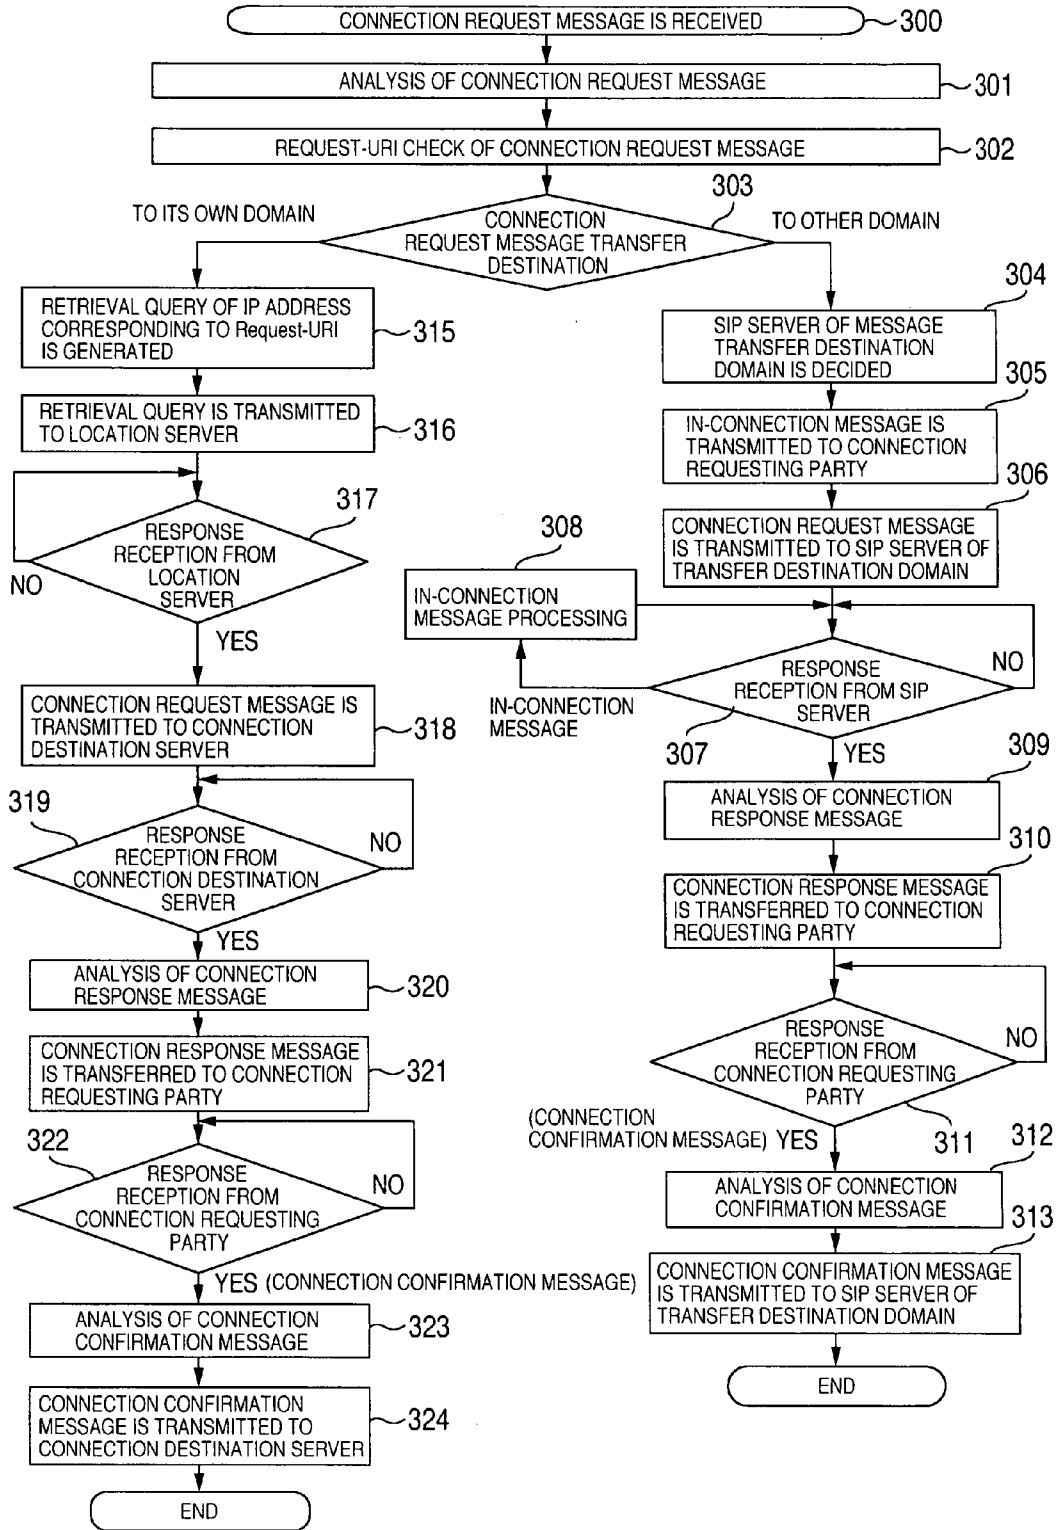 CONNECTION REQUEST MESSAGE IS RECEIVED
300
ANALYSIS OF CONNECTION REQUEST MESSAGE
301
REQUEST-URI CHECK OF CONNECTION REQUEST MESSAGE
302
303
CONNECTION
REQUEST MESSAGE TRANSFER
DESTINATION
TO ITS OWN DOMAIN
TO OTHER DOMAIN
RETRIEVAL QUERY OF IP ADDRESS
CORRESPONDING TO Request-URI
IS GENERATED
315
RETRIEVAL QUERY IS TRANSMITTED
TO LOCATION SERVER
316
317
RESPONSE
RECEPTION FROM
LOCATION
SERVER
NO
YES
CONNECTION REQUEST MESSAGE IS
TRANSMITTED TO CONNECTION
DESTINATION SERVER
318
319
RESPONSE
RECEPTION FROM
CONNECTION DESTINATION
SERVER
NO
YES
ANALYSIS OF CONNECTION
RESPONSE MESSAGE
320
CONNECTION RESPONSE MESSAGE
IS TRANSFERRED TO CONNECTION
REQUESTING PARTY
321
322
RESPONSE
RECEPTION FROM
CONNECTION REQUESTING
PARTY
NO
YES (CONNECTION CONFIRMATION MESSAGE)
ANALYSIS OF CONNECTION
CONFIRMATION MESSAGE
323
CONNECTION CONFIRMATION
MESSAGE IS TRANSMITTED TO
CONNECTION DESTINATION SERVER
324
END
304
SIP SERVER OF MESSAGE
TRANSFER DESTINATION
DOMAIN IS DECIDED
305
IN-CONNECTION MESSAGE IS
TRANSMITTED TO CONNECTION
REQUESTING PARTY
306
CONNECTION REQUEST MESSAGE
IS TRANSMITTED TO SIP SERVER OF
TRANSFER DESTINATION DOMAIN
308
IN-CONNECTION
MESSAGE PROCESSING
RESPONSE
RECEPTION FROM SIP
SERVER
NO
IN-CONNECTION
MESSAGE
307
YES
309
ANALYSIS OF CONNECTION
RESPONSE MESSAGE
310
CONNECTION RESPONSE MESSAGE
IS TRANSFERRED TO CONNECTION
REQUESTING PARTY
RESPONSE
RECEPTION FROM
CONNECTION REQUESTING
PARTY
NO
311
(CONNECTION
CONFIRMATION MESSAGE) YES
312
ANALYSIS OF CONNECTION
CONFIRMATION MESSAGE
313
CONNECTION CONFIRMATION MESSAGE
IS TRANSMITTED TO SIP SERVER OF
TRANSFER DESTINATION DOMAIN
END